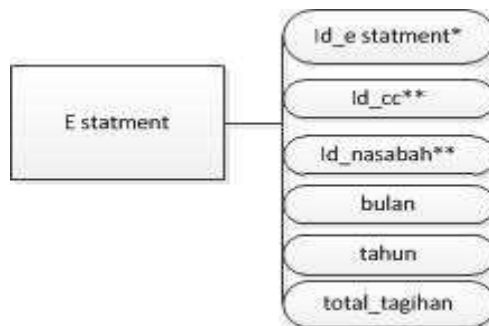 Id_e statment*
Id_cc**
E statment
Id_nasabah**
bulan
tahun
total_tagihan